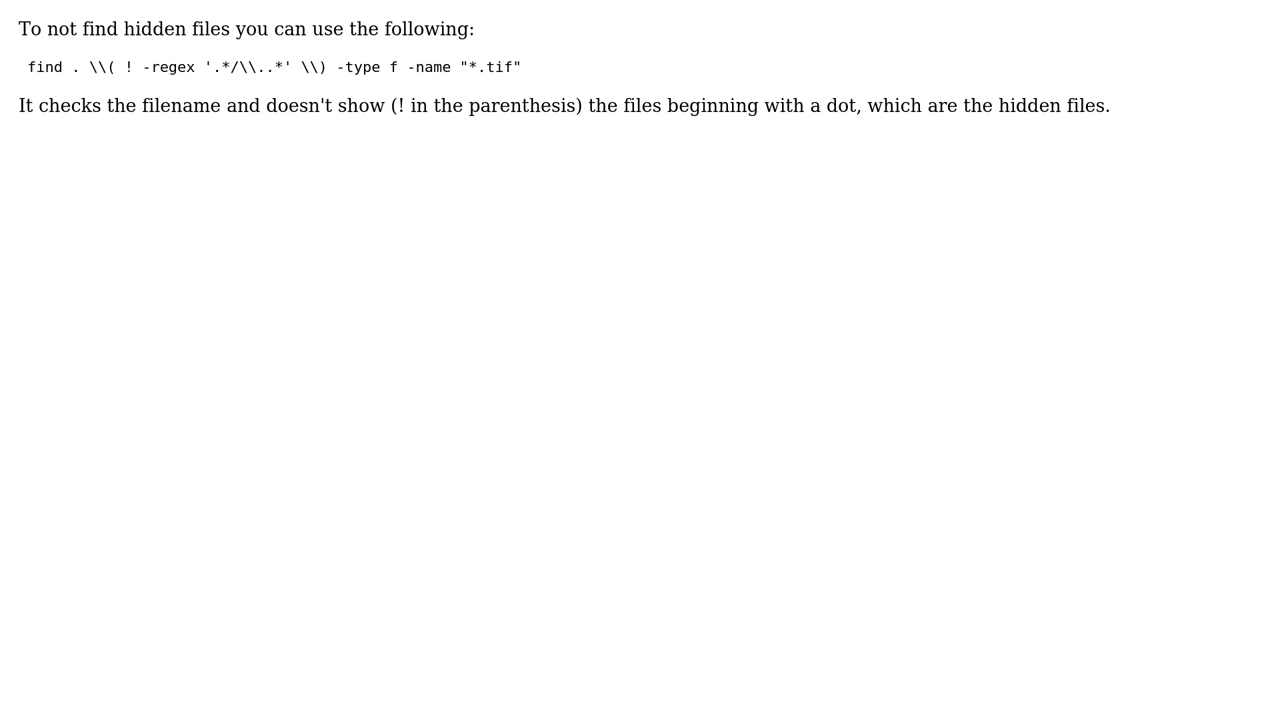 To not find hidden files you can use the following:
find . \\( ! -regex '.*/\\..*' \\) -type f -name "*.tif"
It checks the filename and doesn't show (! in the parenthesis) the files beginning with a dot, which are the hidden files.